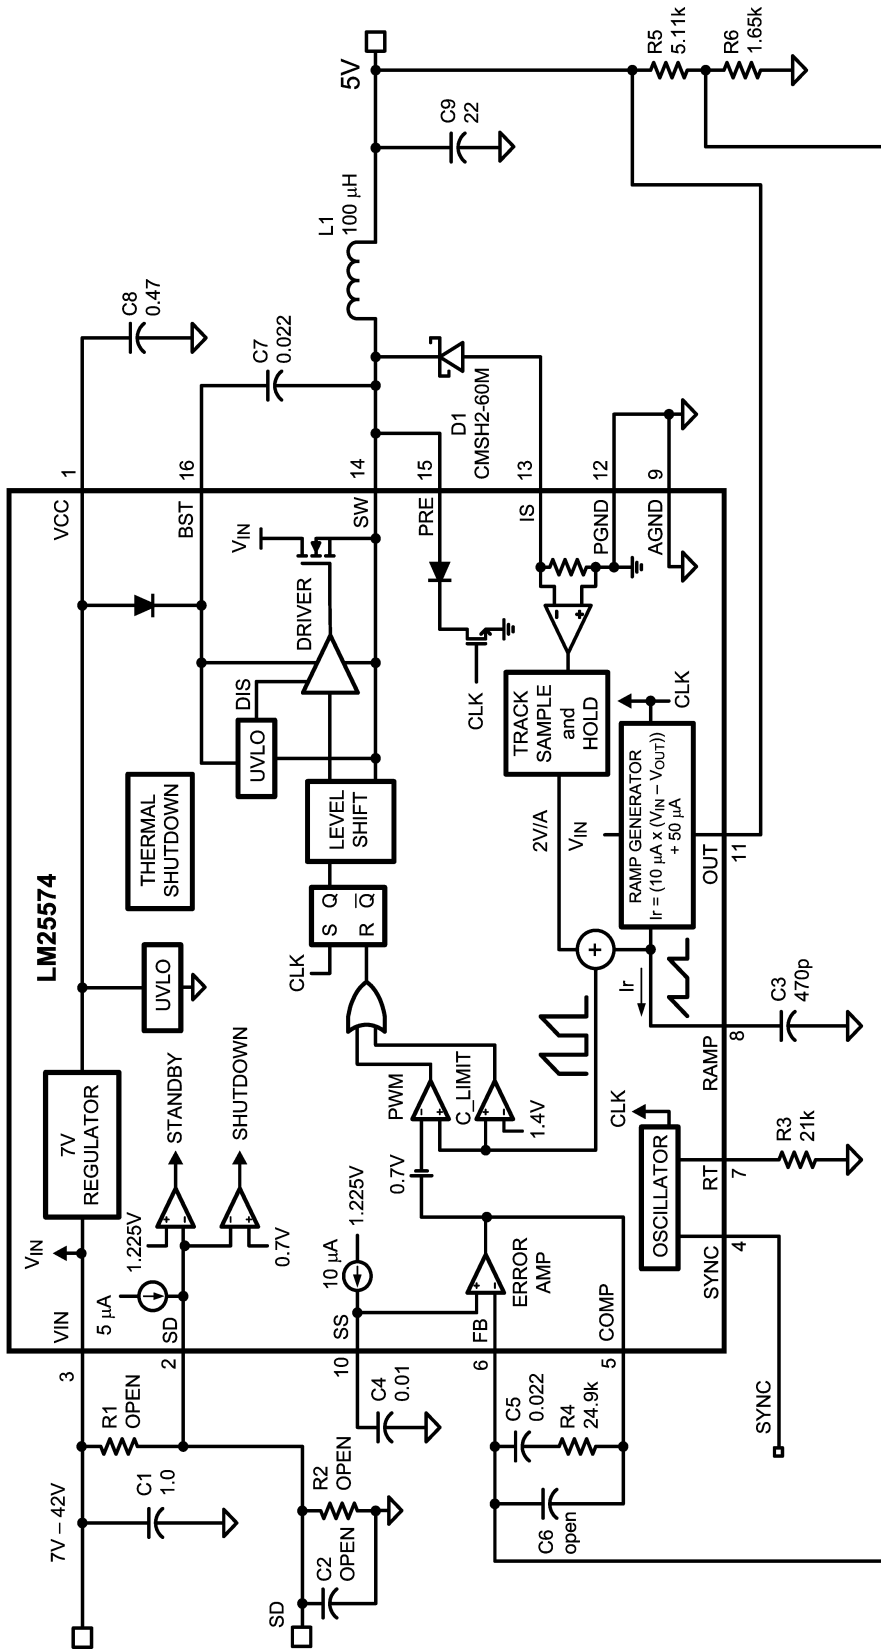 7V – 42V
VIN
3
VIN
7V
REGULATOR
LM25574
VCC
1
C8
0.47
R1
OPEN
C1
1.0
5 µA
SD
2
1.225V
0.7V
STANDBY
SHUTDOWN
UVLO
THERMAL
SHUTDOWN
UVLO
DIS
BST
16
C7
0.022
VIN
DRIVER
SW
14
L1
100 µH
5V
SD
C2
OPEN
R2
OPEN
CLK
S Q
R Q
LEVEL
SHIFT
PRE
15
CLK
C9
22
D1
CMSH2-60M
10
SS
10 µA
1.225V
C4
0.01
0.7V
PWM
C_LIMIT
1.4V
ERROR
AMP
6
FB
5
COMP
C5
0.022
R4
24.9k
C6
open
IS
13
PGND
12
AGND
9
TRACK
SAMPLE
and
HOLD
2V/A
+
VIN
RAMP GENERATOR
Ir = (10 µA x (VIN – VOUT))
+ 50 µA
CLK
Ir
OUT
11
R5
5.11k
R6
1.65k
SYNC
SYNC
4
OSCILLATOR
CLK
RT
7
R3
21k
RAMP
8
C3
470p